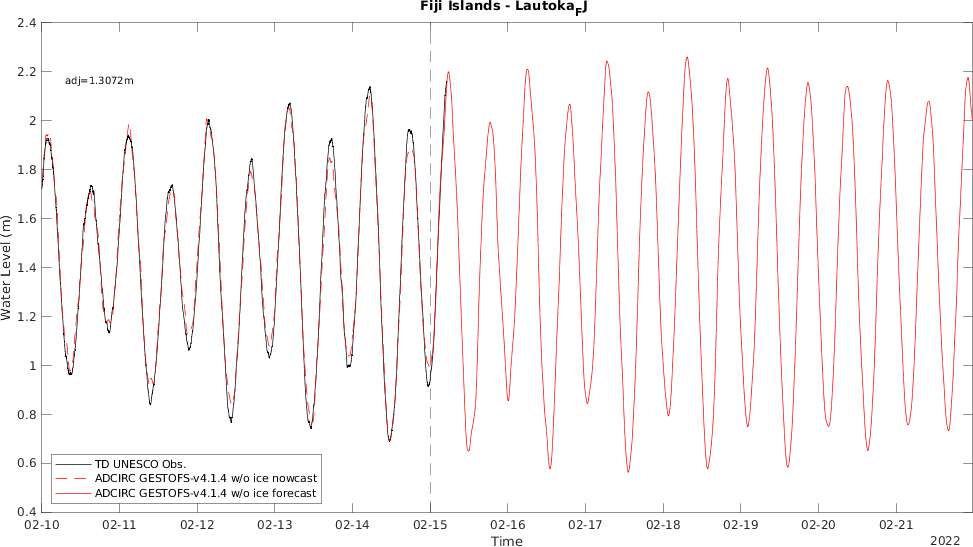 Fiji Islands - Lautoka_FJ
2.4
2.2
2
1.8
1.6
1.4
1.2
1
0.8
0.6
0.4
Water Level (m)
adj=1.3072m
TD UNESCO Obs.
ADCIRC GESTOFS-v4.1.4 w/o ice nowcast
ADCIRC GESTOFS-v4.1.4 w/o ice forecast
02-10 02-11 02-12 02-13 02-14 02-15 02-16 02-17 02-18 02-19 02-20 02-21
Time
2022